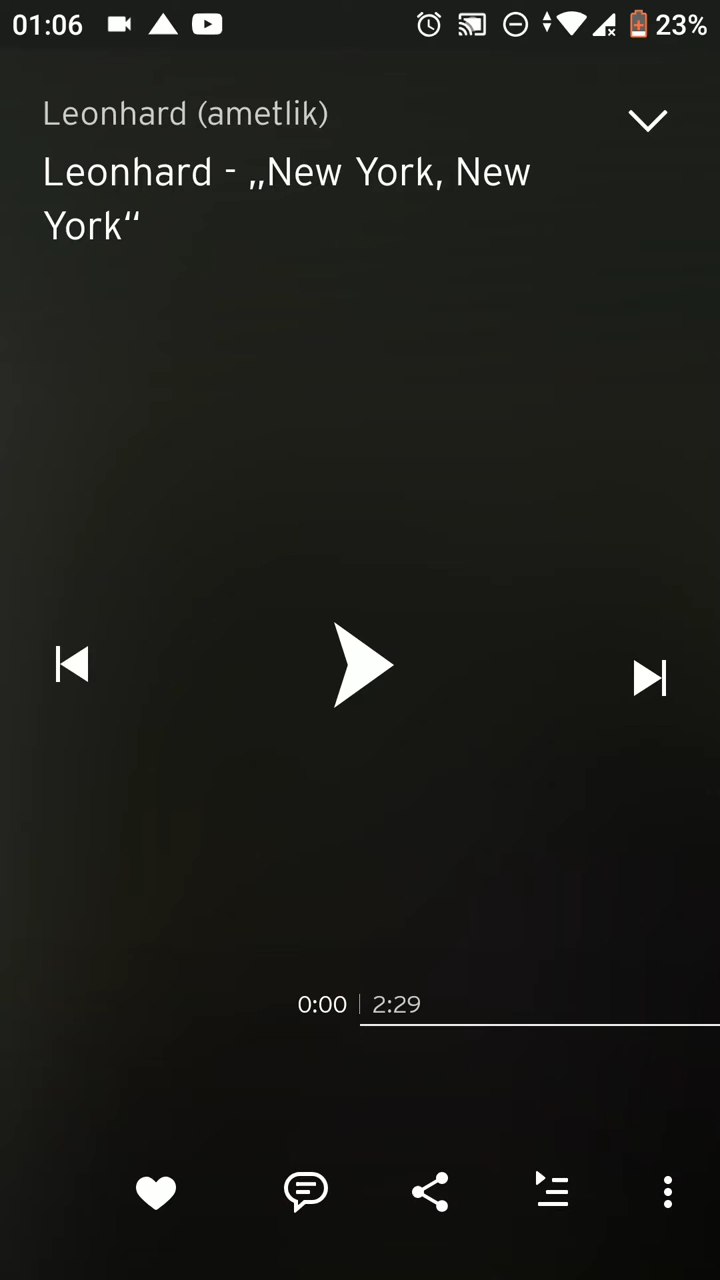 01:06 23%
Leonhard (ametlik)
Leonhard - „New York, New
York“
0:00 | 2:29